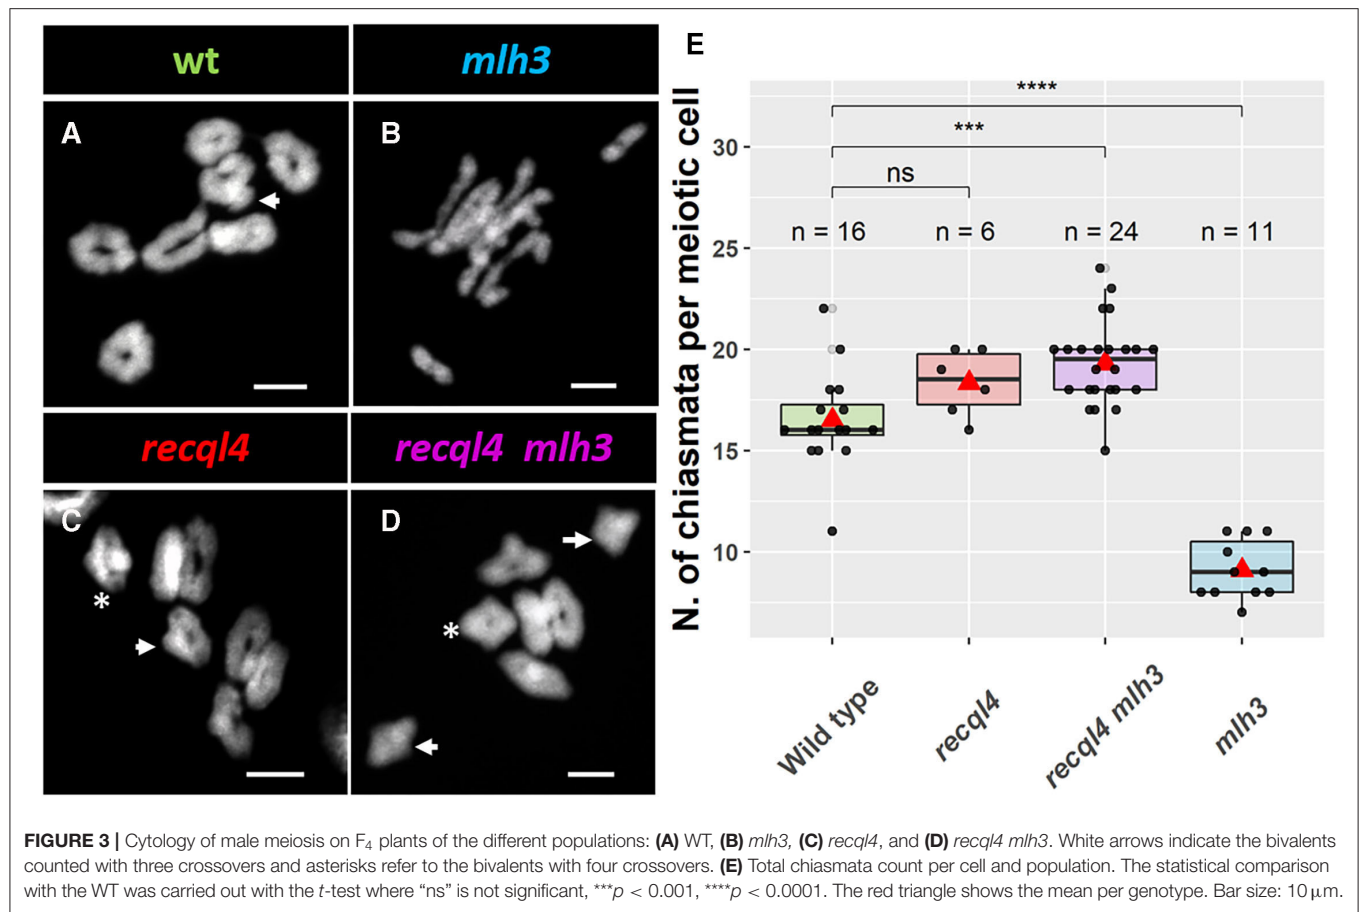 wt
mlh3
A
B
recql4
recql4 mlh3
C
*
D
*
E
N. of chiasmata per meiotic cell
30
25
20
15
10
****
***
ns
n = 16
n = 6
n = 24
n = 11
Wild type
recql4
recql4 mlh3
mlh3
FIGURE 3 | Cytology of male meiosis on F₄ plants of the different populations: (A) WT, (B) mlh3, (C) recql4, and (D) recql4 mlh3. White arrows indicate the bivalents
counted with three crossovers and asterisks refer to the bivalents with four crossovers. (E) Total chiasmata count per cell and population. The statistical comparison
with the WT was carried out with the t-test where “ns” is not significant, ***p < 0.001, ****p < 0.0001. The red triangle shows the mean per genotype. Bar size: 10 μm.